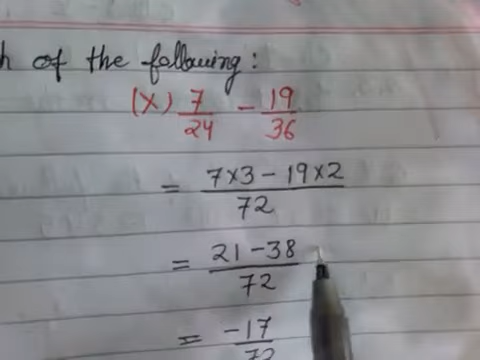 of the following:
(x) 7/24 - 19/36
= 7×3 - 19×2/72
= 21-38/72
= -17/72